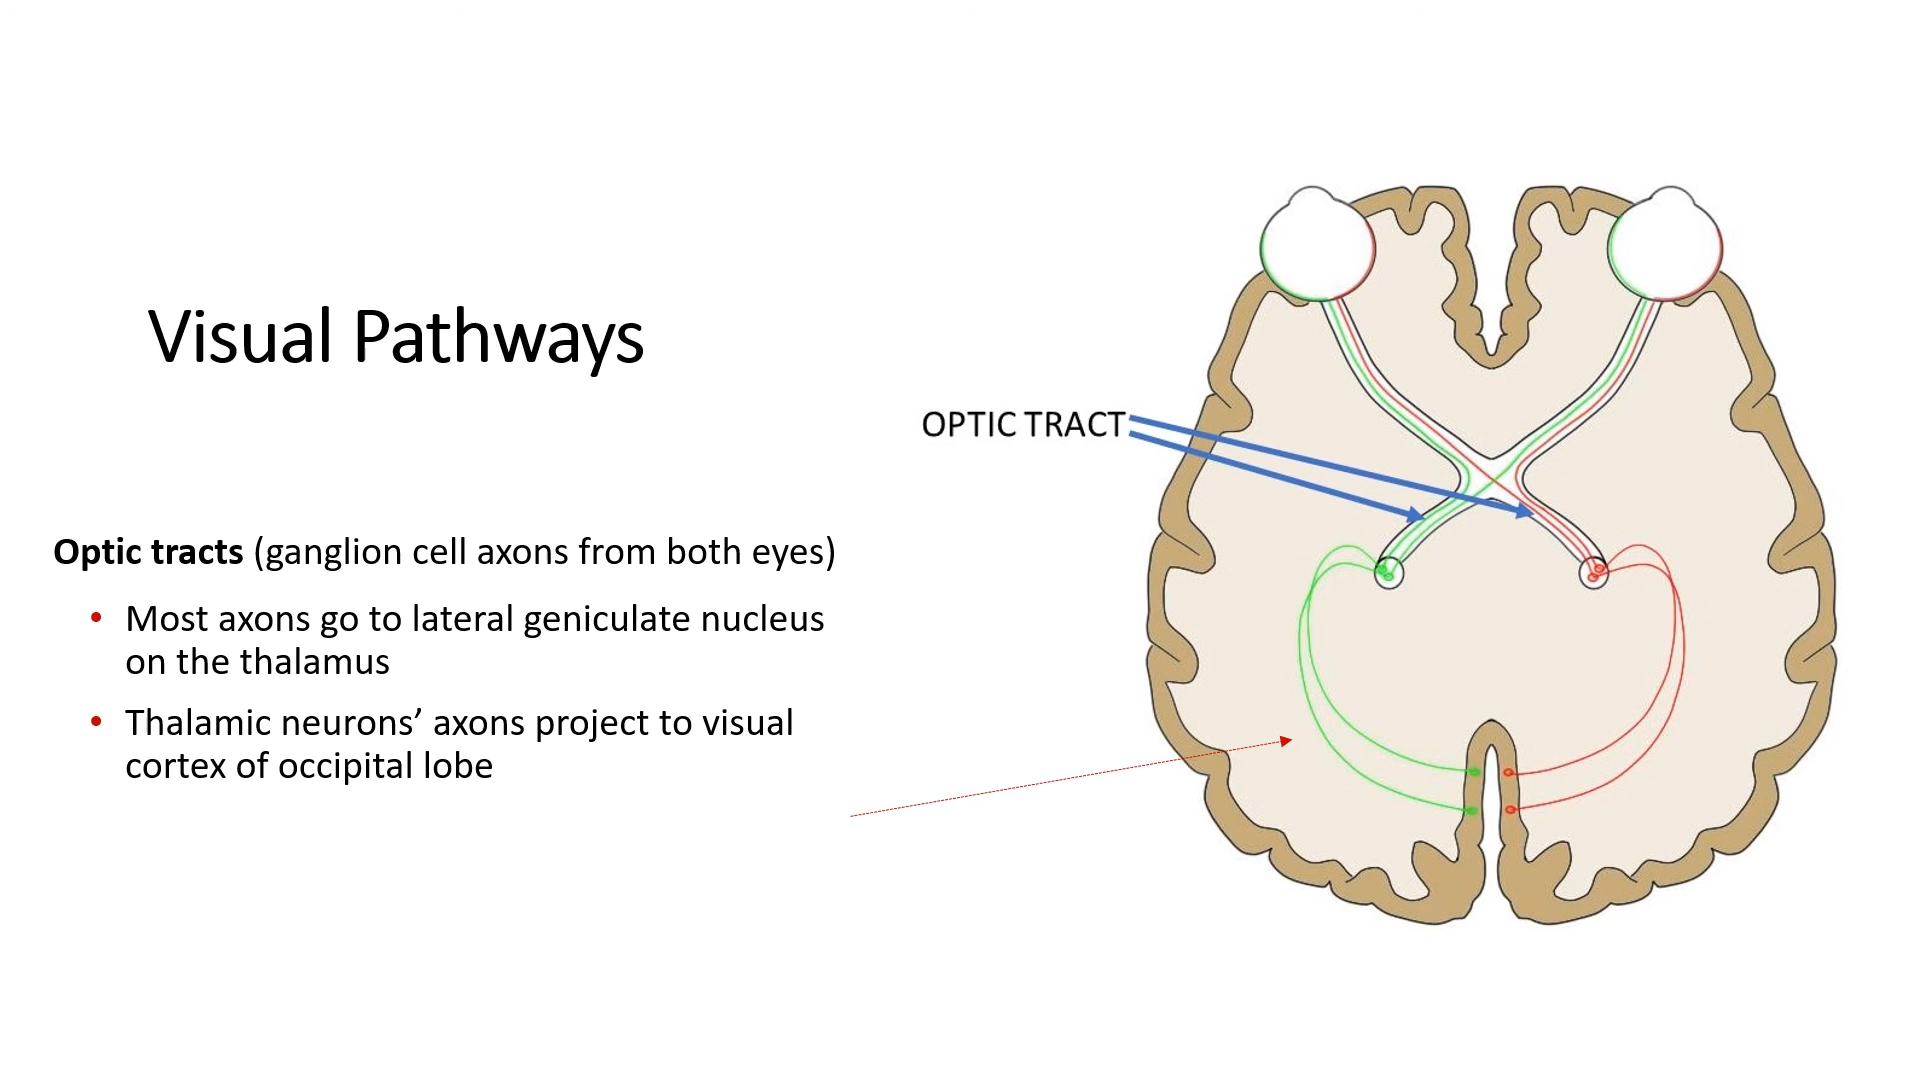 Visual Pathways
OPTIC TRACT
Optic tracts (ganglion cell axons from both eyes)
• Most axons go to lateral geniculate nucleus
on the thalamus
• Thalamic neurons’ axons project to visual
cortex of occipital lobe